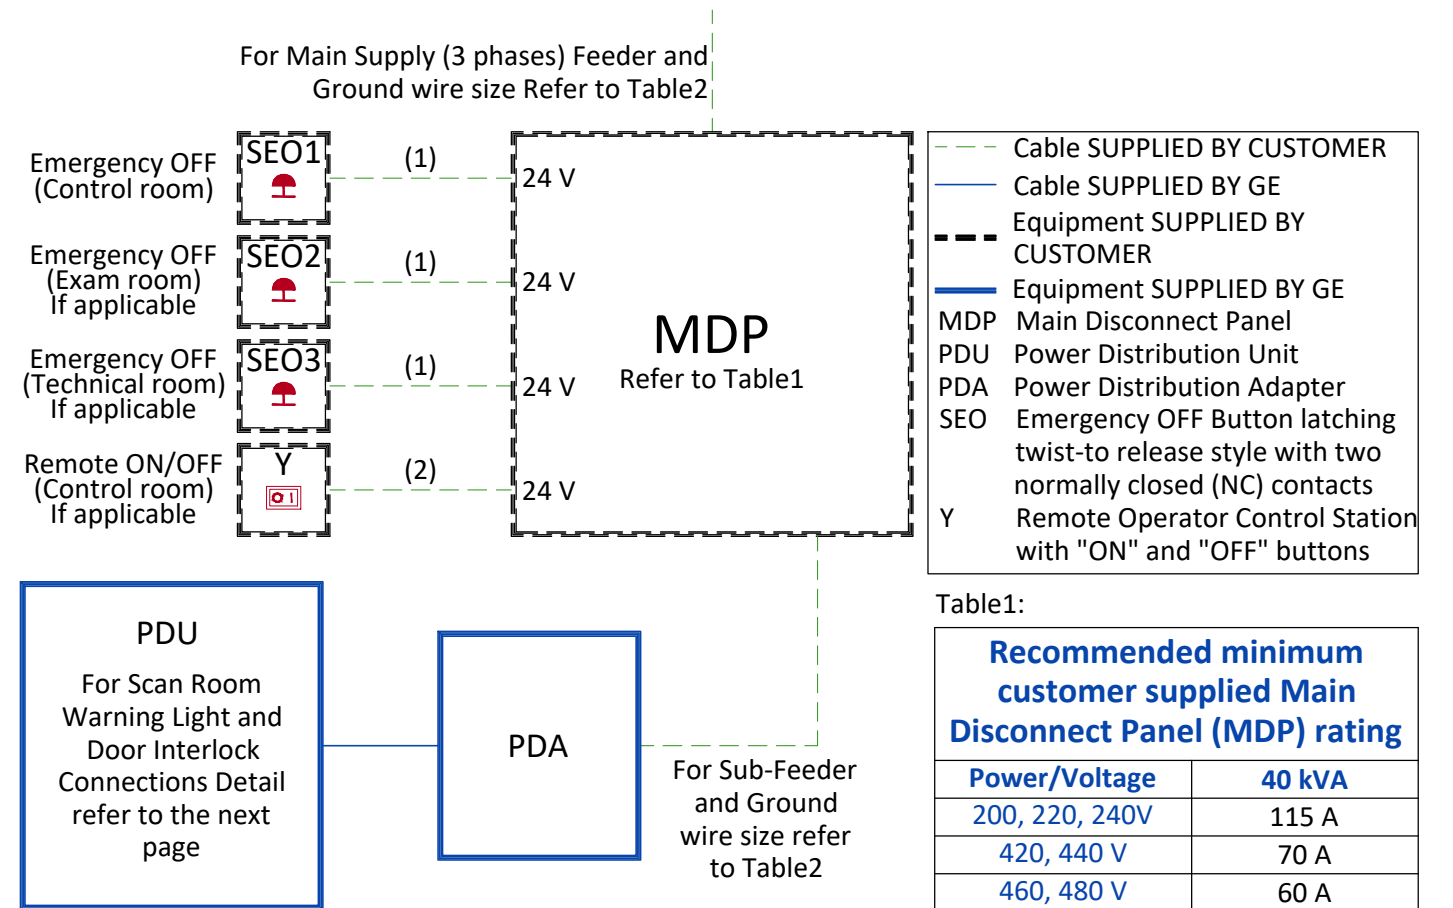 For Main Supply (3 phases) Feeder and
Ground wire size Refer to Table2
Emergency OFF
(Control room)
SEO1
(1)
24 V
Emergency OFF
(Exam room)
If applicable
SEO2
(1)
24 V
Emergency OFF
(Technical room)
If applicable
SEO3
(1)
24 V
Remote ON/OFF
(Control room)
If applicable
Y
(2)
24 V
MDP
Refer to Table1
Cable SUPPLIED BY CUSTOMER
Cable SUPPLIED BY GE
Equipment SUPPLIED BY
CUSTOMER
Equipment SUPPLIED BY GE
MDP Main Disconnect Panel
PDU Power Distribution Unit
PDA Power Distribution Adapter
SEO Emergency OFF Button latching
twist-to release style with two
normally closed (NC) contacts
Y Remote Operator Control Station
with "ON" and "OFF" buttons
PDU
For Scan Room
Warning Light and
Door Interlock
Connections Detail
refer to the next
page
PDA
For Sub-Feeder
and Ground
wire size refer
to Table2
Table1:
Recommended minimum
customer supplied Main
Disconnect Panel (MDP) rating
Power/Voltage 40 kVA
200, 220, 240V 115 A
420, 440 V 70 A
460, 480 V 60 A